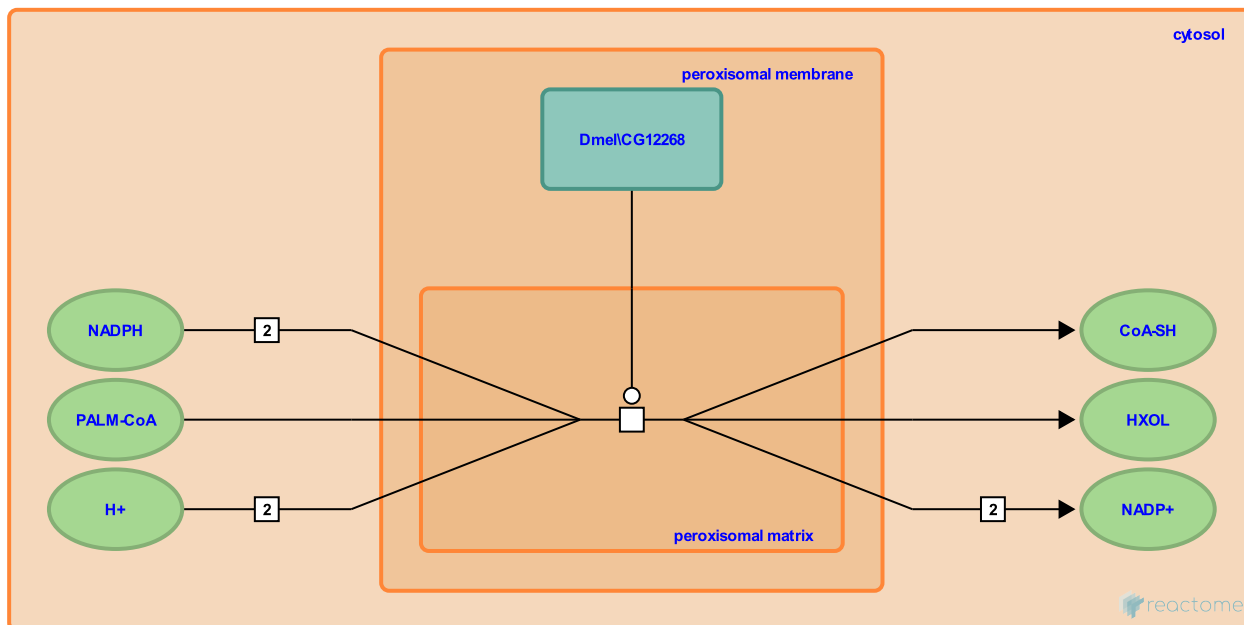 cytosol
peroxisomal membrane
Dmel\CG12268
NADPH
2
CoA-SH
PALM-CoA
HXOL
H+
2
2
NADP+
peroxisomal matrix
reactome